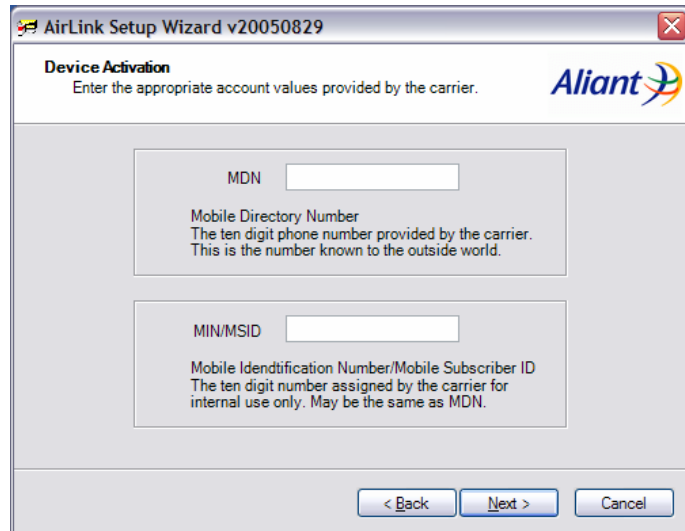 AirLink Setup Wizard v20050829
Device Activation
Enter the appropriate account values provided by the carrier.
Aliant
MDN
Mobile Directory Number
The ten digit phone number provided by the carrier.
This is the number known to the outside world.
MIN/MSID
Mobile Idendtification Number/Mobile Subscriber ID
The ten digit number assigned by the carrier for
internal use only. May be the same as MDN.
< Back
Next >
Cancel